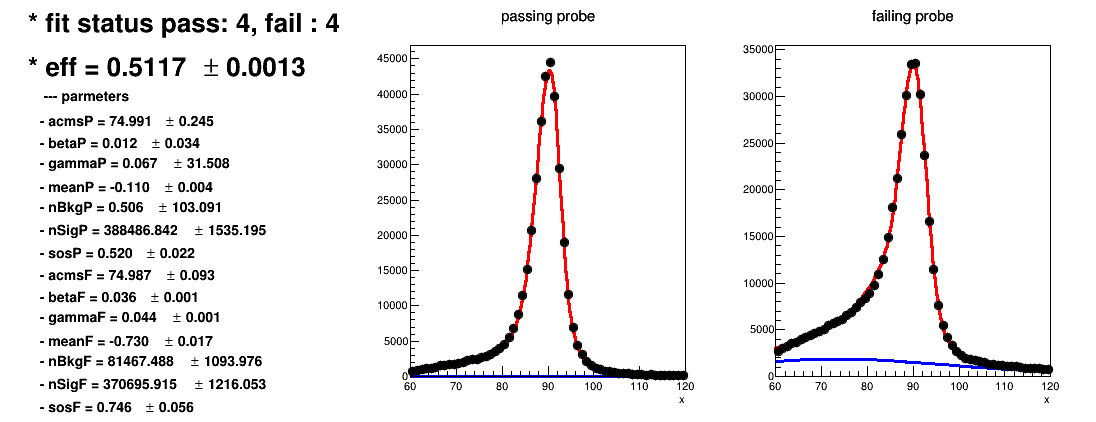 * fit status pass: 4, fail : 4
* eff = 0.5117 ± 0.0013
--- parmeters
- acmsP = 74.991 ± 0.245
- betaP = 0.012 ± 0.034
- gammaP = 0.067 ± 31.508
- meanP = -0.110 ± 0.004
- nBkgP = 0.506 ± 103.091
- nSigP = 388486.842 ± 1535.195
- sosP = 0.520 ± 0.022
- acmsF = 74.987 ± 0.093
- betaF = 0.036 ± 0.001
- gammaF = 0.044 ± 0.001
- meanF = -0.730 ± 0.017
- nBkgF = 81467.488 ± 1093.976
- nSigF = 370695.915 ± 1216.053
- sosF = 0.746 ± 0.056
passing probe
45000
40000
35000
30000
25000
20000
15000
10000
5000
0
60 70 80 90 100 110 120
x
failing probe
35000
30000
25000
20000
15000
10000
5000
0
60 70 80 90 100 110 120
x